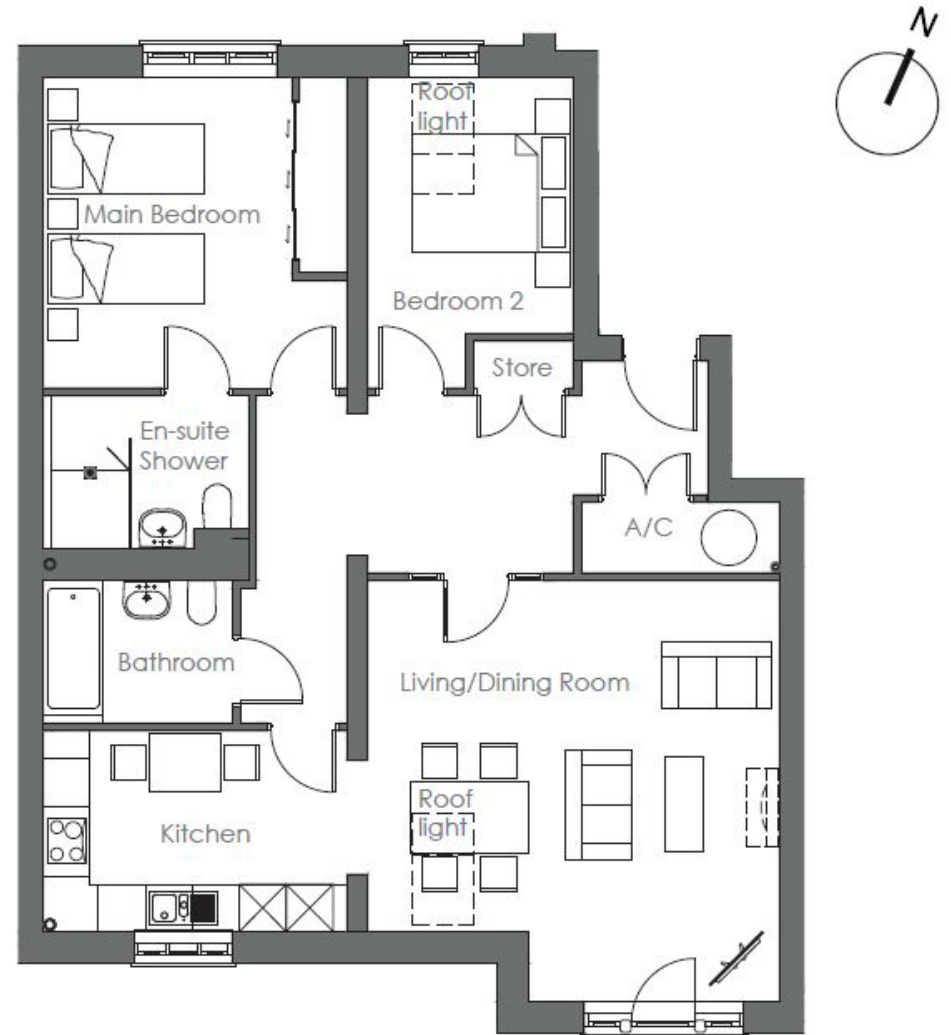 N
Roof
light
Main Bedroom
Bedroom 2
Store
En-suite
Shower
A/C
Bathroom
Living/Dining Room
Roof
light
Kitchen